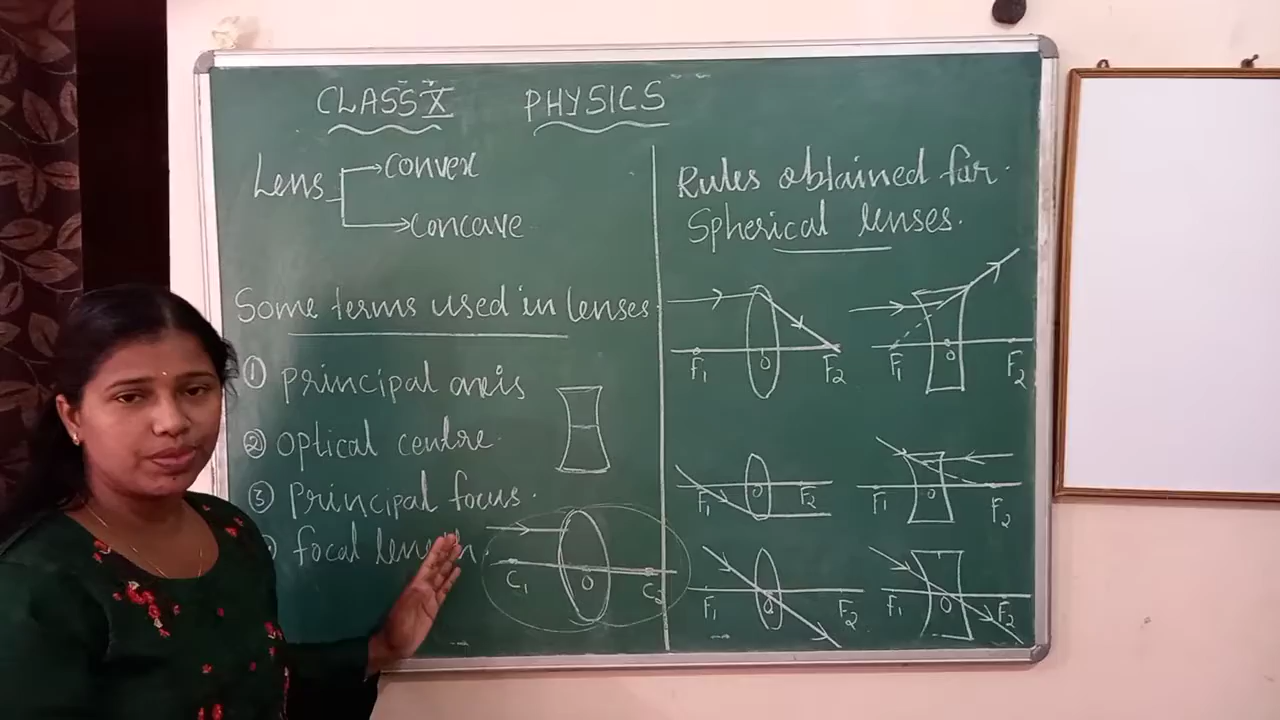 CLASS X PHYSICS
Lens
convex
concave
Some terms used in lenses
① principal axis
② optical centre.
③ principal focus.
focal length.
C₁ O C₂
Rules obtained for
Spherical lenses.
F₁ O F₂
F₁ O F₂
F₁ O F₂
F₁ O F₂
F₁ O F₂
F₁ O F₂